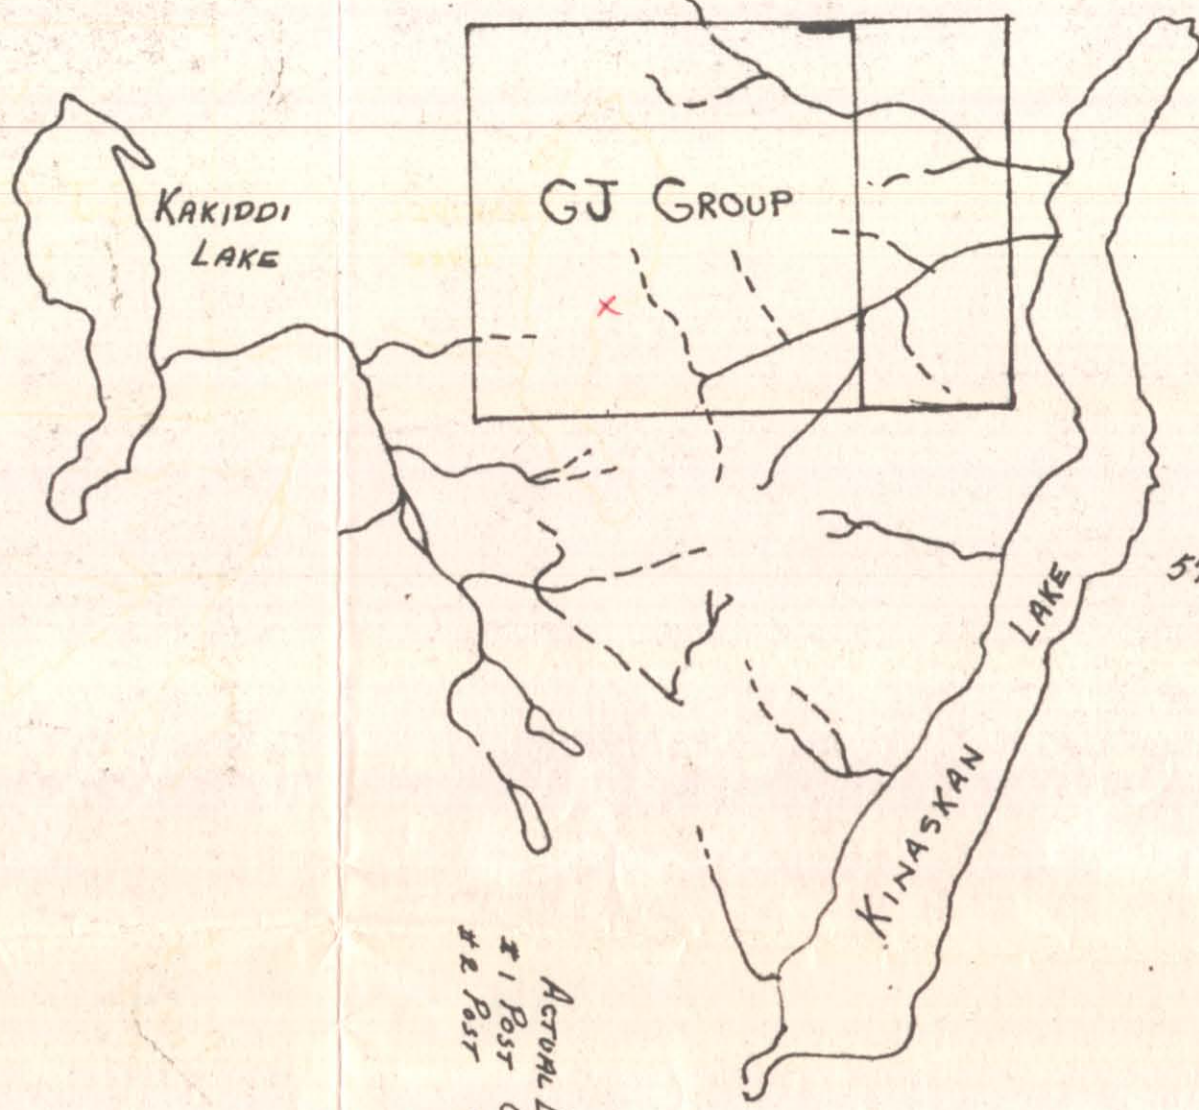 GJ GROUP
KAKIDDI
LAKE
KINASKAN LAKE
ACTUAL
# 1 POST
# 2 POST